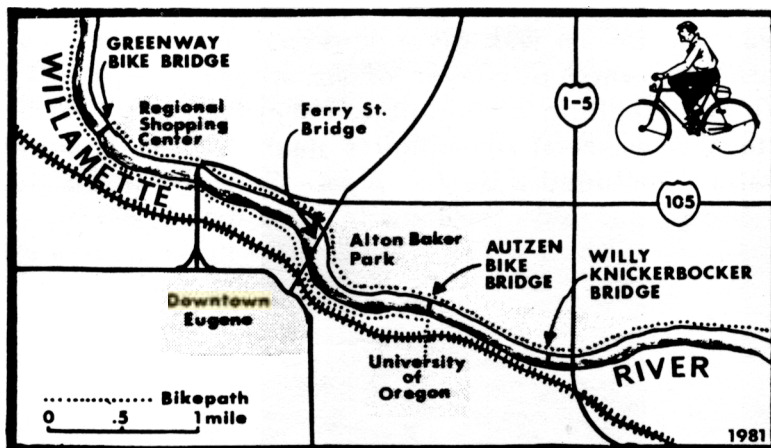 GREENWAY
BIKE BRIDGE
WILLAMETTE
Regional
Shopping
Center
Ferry St.
Bridge
I-5
105
Alton Baker
Park
AUTZEN
BIKE
BRIDGE
WILLY
KNICKERBOCKER
BRIDGE
Downtown
Eugene
University
of
Oregon
RIVER
Bikepath
0 .5 1
mile
1981